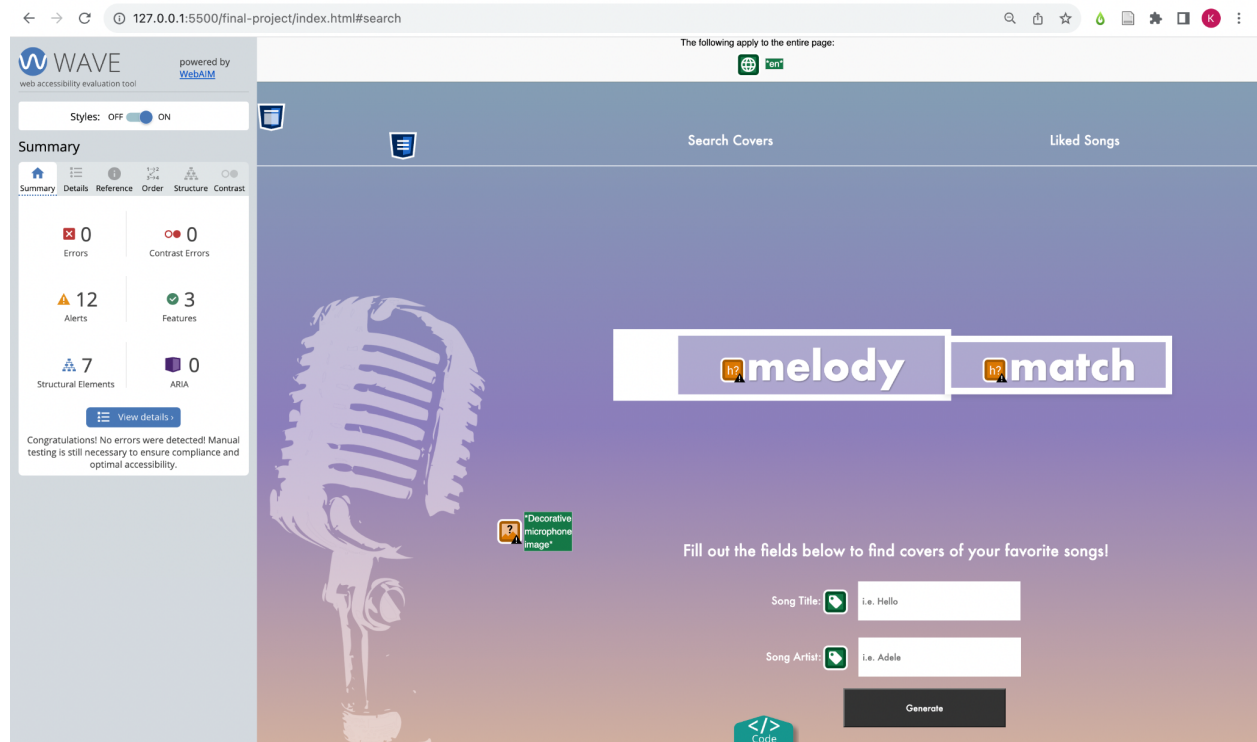 127.0.0.1:5500/final-project/index.html#search
K
WAVE
web accessibility evaluation tool
powered by
WebAIM
Styles: OFF ON
Summary
Summary Details Reference Order Structure Contrast
0
Errors
0
Contrast Errors
12
Alerts
3
Features
7
Structural Elements
0
ARIA
View details ›
Congratulations! No errors were detected! Manual
testing is still necessary to ensure compliance and
optimal accessibility.
The following apply to the entire page:
"en"
Search Covers Liked Songs
h? melody h? match
?
*Decorative
microphone
image*
Fill out the fields below to find covers of your favorite songs!
Song Title: i.e. Hello
Song Artist: i.e. Adele
Generate
</>
Code